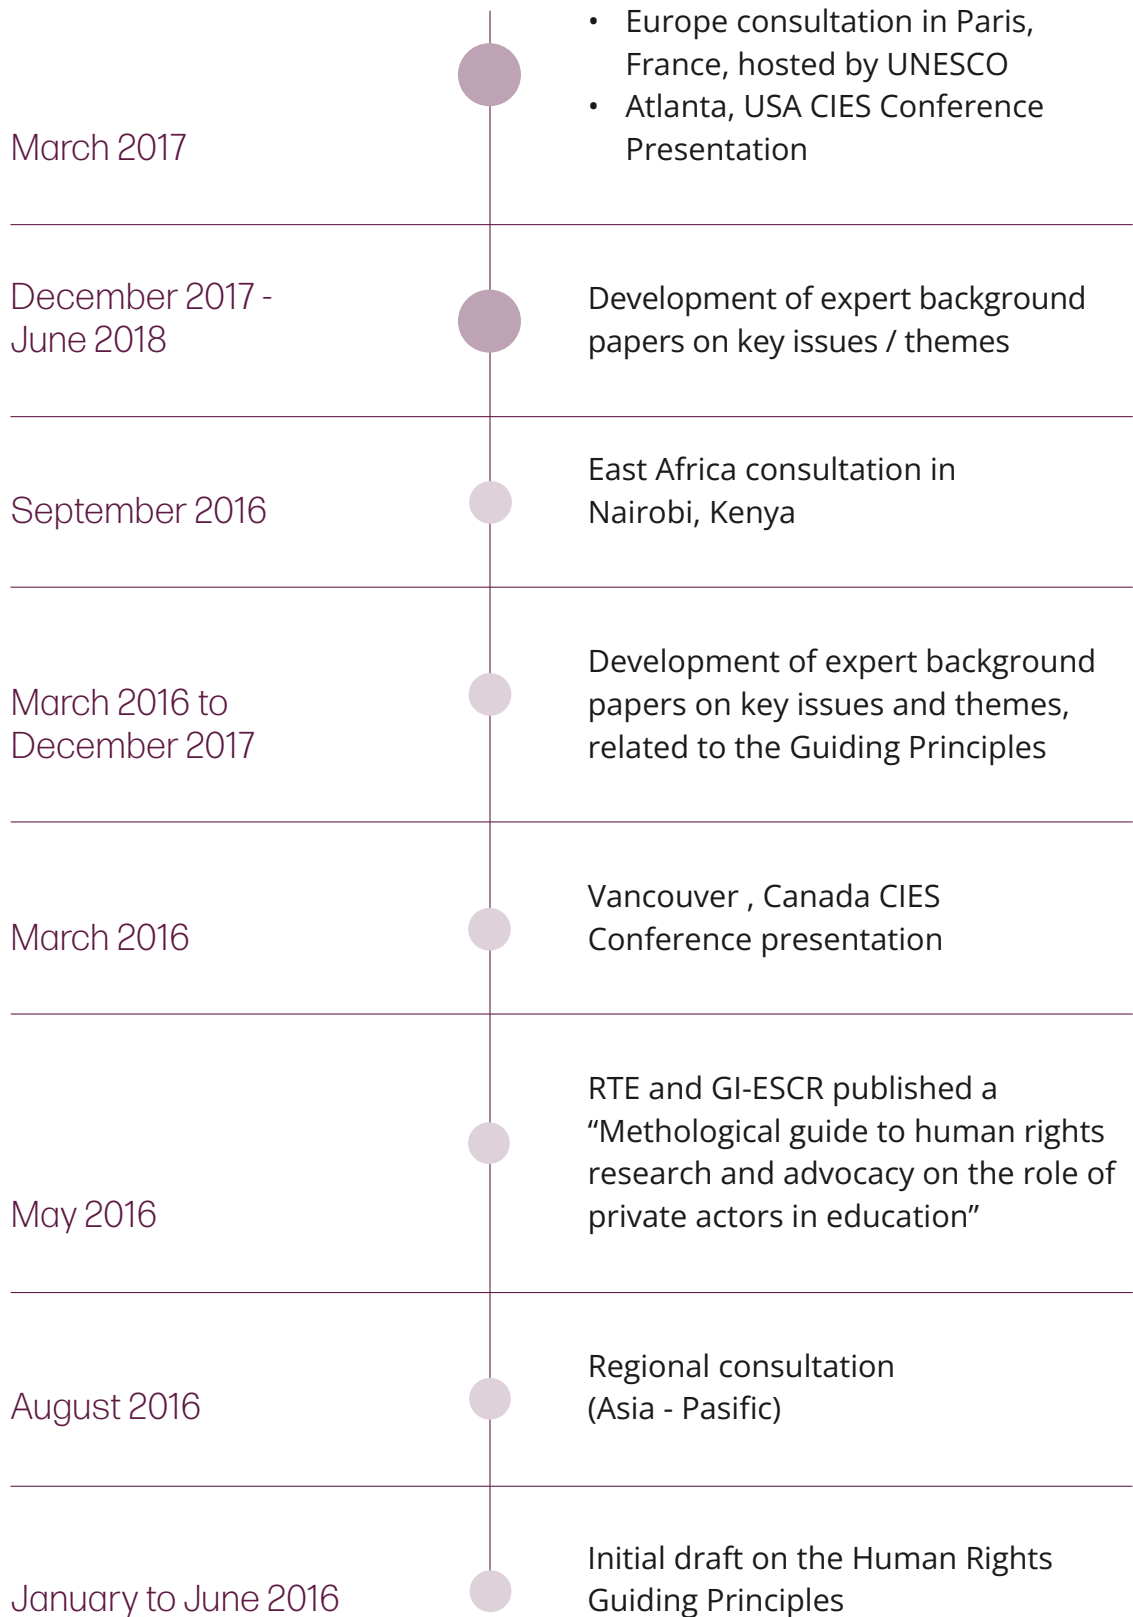 March 2017
• Europe consultation in Paris,
France, hosted by UNESCO
• Atlanta, USA CIES Conference
Presentation
December 2017 -
June 2018
Development of expert background
papers on key issues / themes
September 2016
East Africa consultation in
Nairobi, Kenya
March 2016 to
December 2017
Development of expert background
papers on key issues and themes,
related to the Guiding Principles
March 2016
Vancouver , Canada CIES
Conference presentation
May 2016
RTE and GI-ESCR published a
“Methological guide to human rights
research and advocacy on the role of
private actors in education”
August 2016
Regional consultation
(Asia - Pasific)
January to June 2016
Initial draft on the Human Rights
Guiding Principles